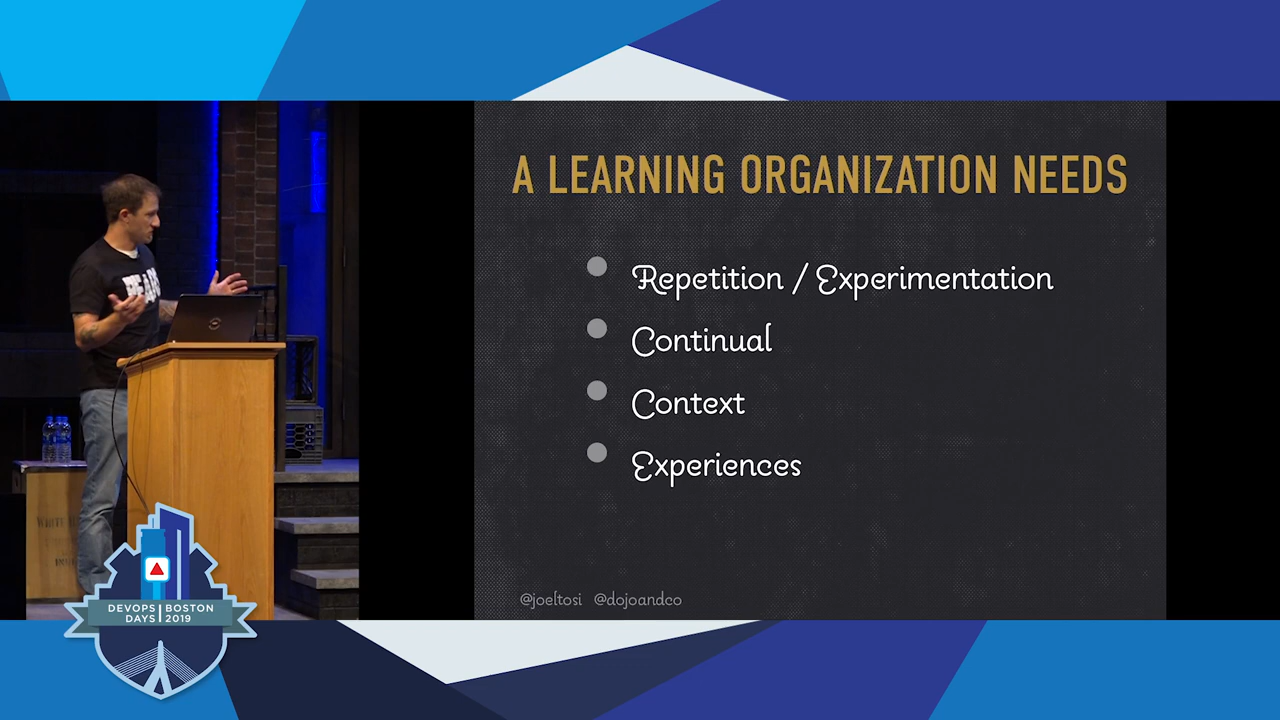 A LEARNING ORGANIZATION NEEDS
Repetition / Experimentation
Continual
Context
Experiences
@joeltosi @dojoandco
DEVOPS BOSTON
DAYS 2019